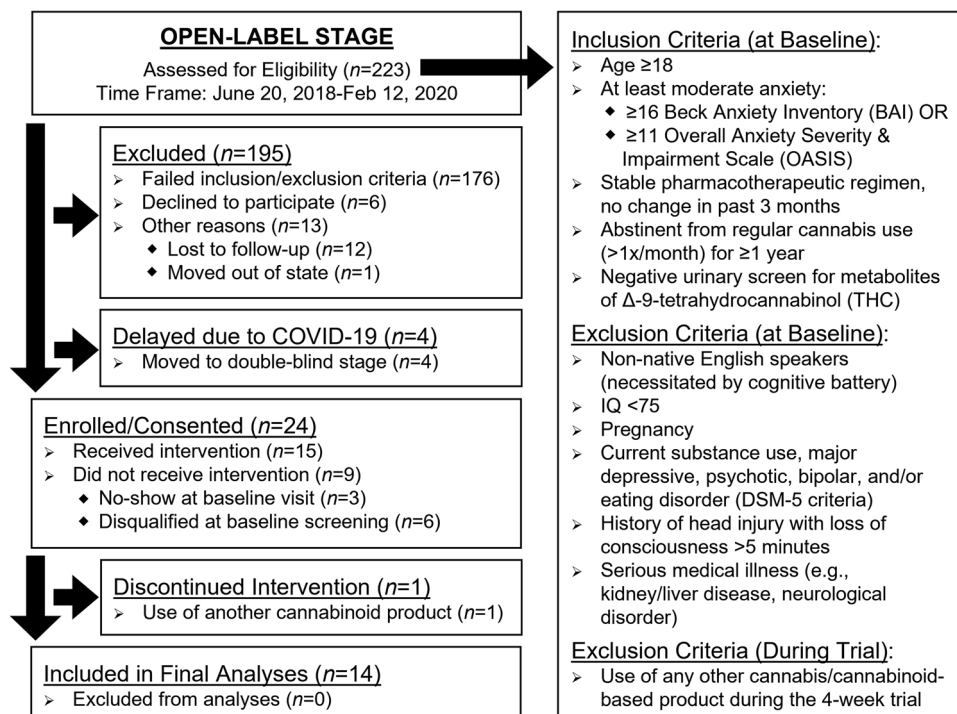 OPEN-LABEL STAGE
Assessed for Eligibility (n=223)
Time Frame: June 20, 2018-Feb 12, 2020
Excluded (n=195)
➢ Failed inclusion/exclusion criteria (n=176)
➢ Declined to participate (n=6)
➢ Other reasons (n=13)
◆ Lost to follow-up (n=12)
◆ Moved out of state (n=1)
Delayed due to COVID-19 (n=4)
➢ Moved to double-blind stage (n=4)
Enrolled/Consented (n=24)
➢ Received intervention (n=15)
➢ Did not receive intervention (n=9)
◆ No-show at baseline visit (n=3)
◆ Disqualified at baseline screening (n=6)
Discontinued Intervention (n=1)
➢ Use of another cannabinoid product (n=1)
Included in Final Analyses (n=14)
➢ Excluded from analyses (n=0)
Inclusion Criteria (at Baseline):
➢ Age ≥18
➢ At least moderate anxiety:
◆ ≥16 Beck Anxiety Inventory (BAI) OR
◆ ≥11 Overall Anxiety Severity &
Impairment Scale (OASIS)
➢ Stable pharmacotherapeutic regimen,
no change in past 3 months
➢ Abstinent from regular cannabis use
(>1x/month) for ≥1 year
➢ Negative urinary screen for metabolites
of Δ-9-tetrahydrocannabinol (THC)
Exclusion Criteria (at Baseline):
➢ Non-native English speakers
(necessitated by cognitive battery)
➢ IQ <75
➢ Pregnancy
➢ Current substance use, major
depressive, psychotic, bipolar, and/or
eating disorder (DSM-5 criteria)
➢ History of head injury with loss of
consciousness >5 minutes
➢ Serious medical illness (e.g.,
kidney/liver disease, neurological
disorder)
Exclusion Criteria (During Trial):
➢ Use of any other cannabis/cannabinoid-
based product during the 4-week trial